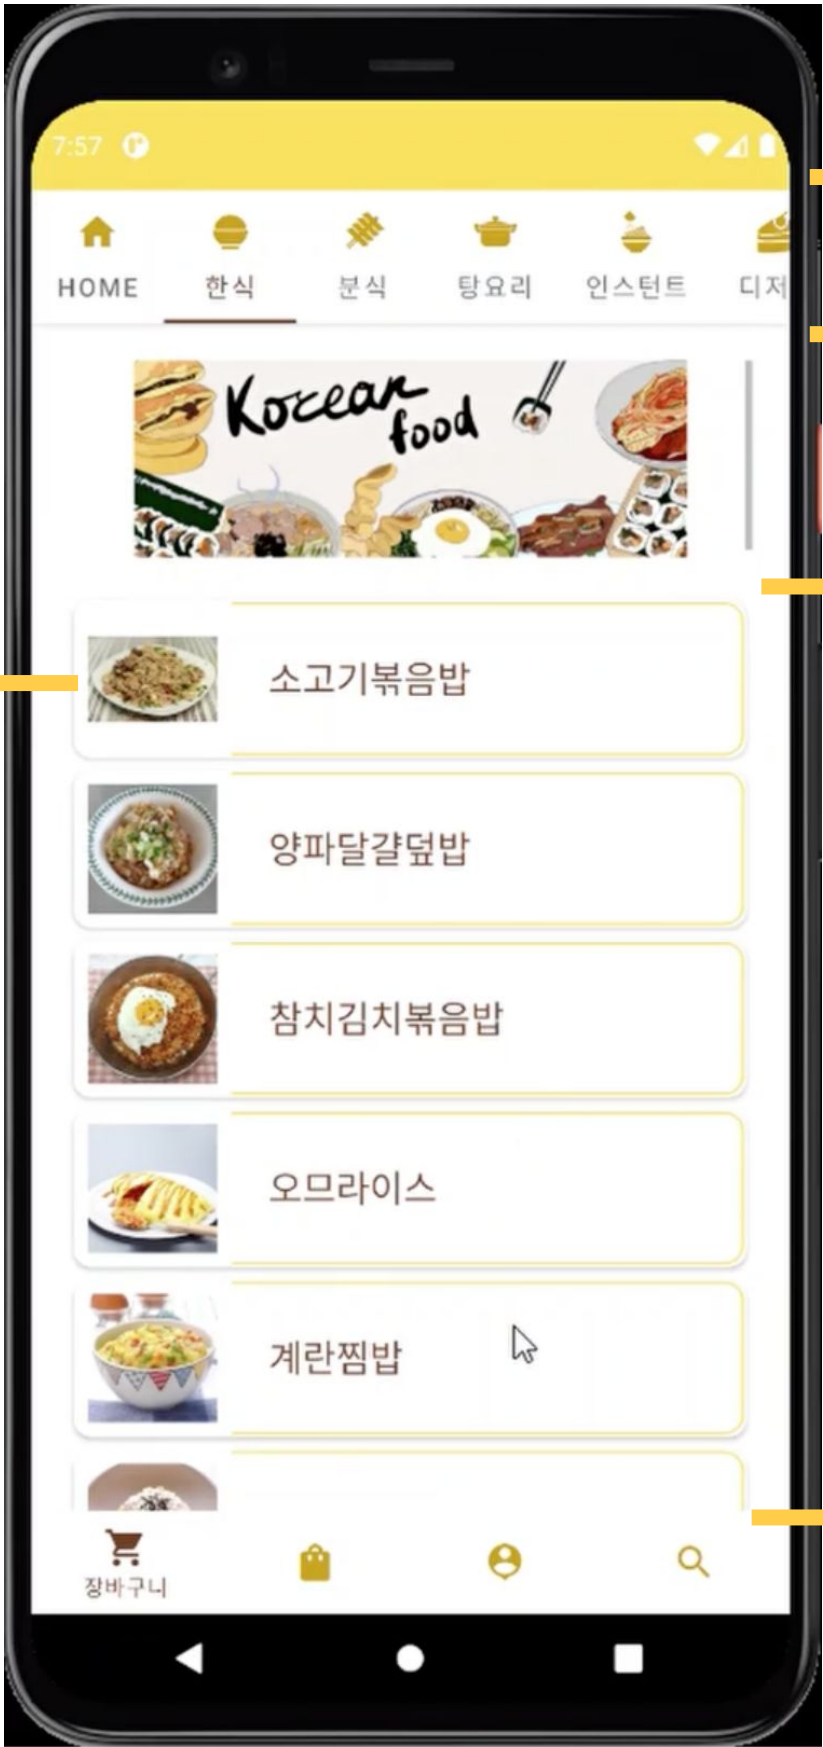 7:57
HOME 한식 분식 탕요리 인스턴트 디저
Korean
food
소고기볶음밥
양파달걀덮밥
참치김치볶음밥
오므라이스
계란찜밥
장바구니